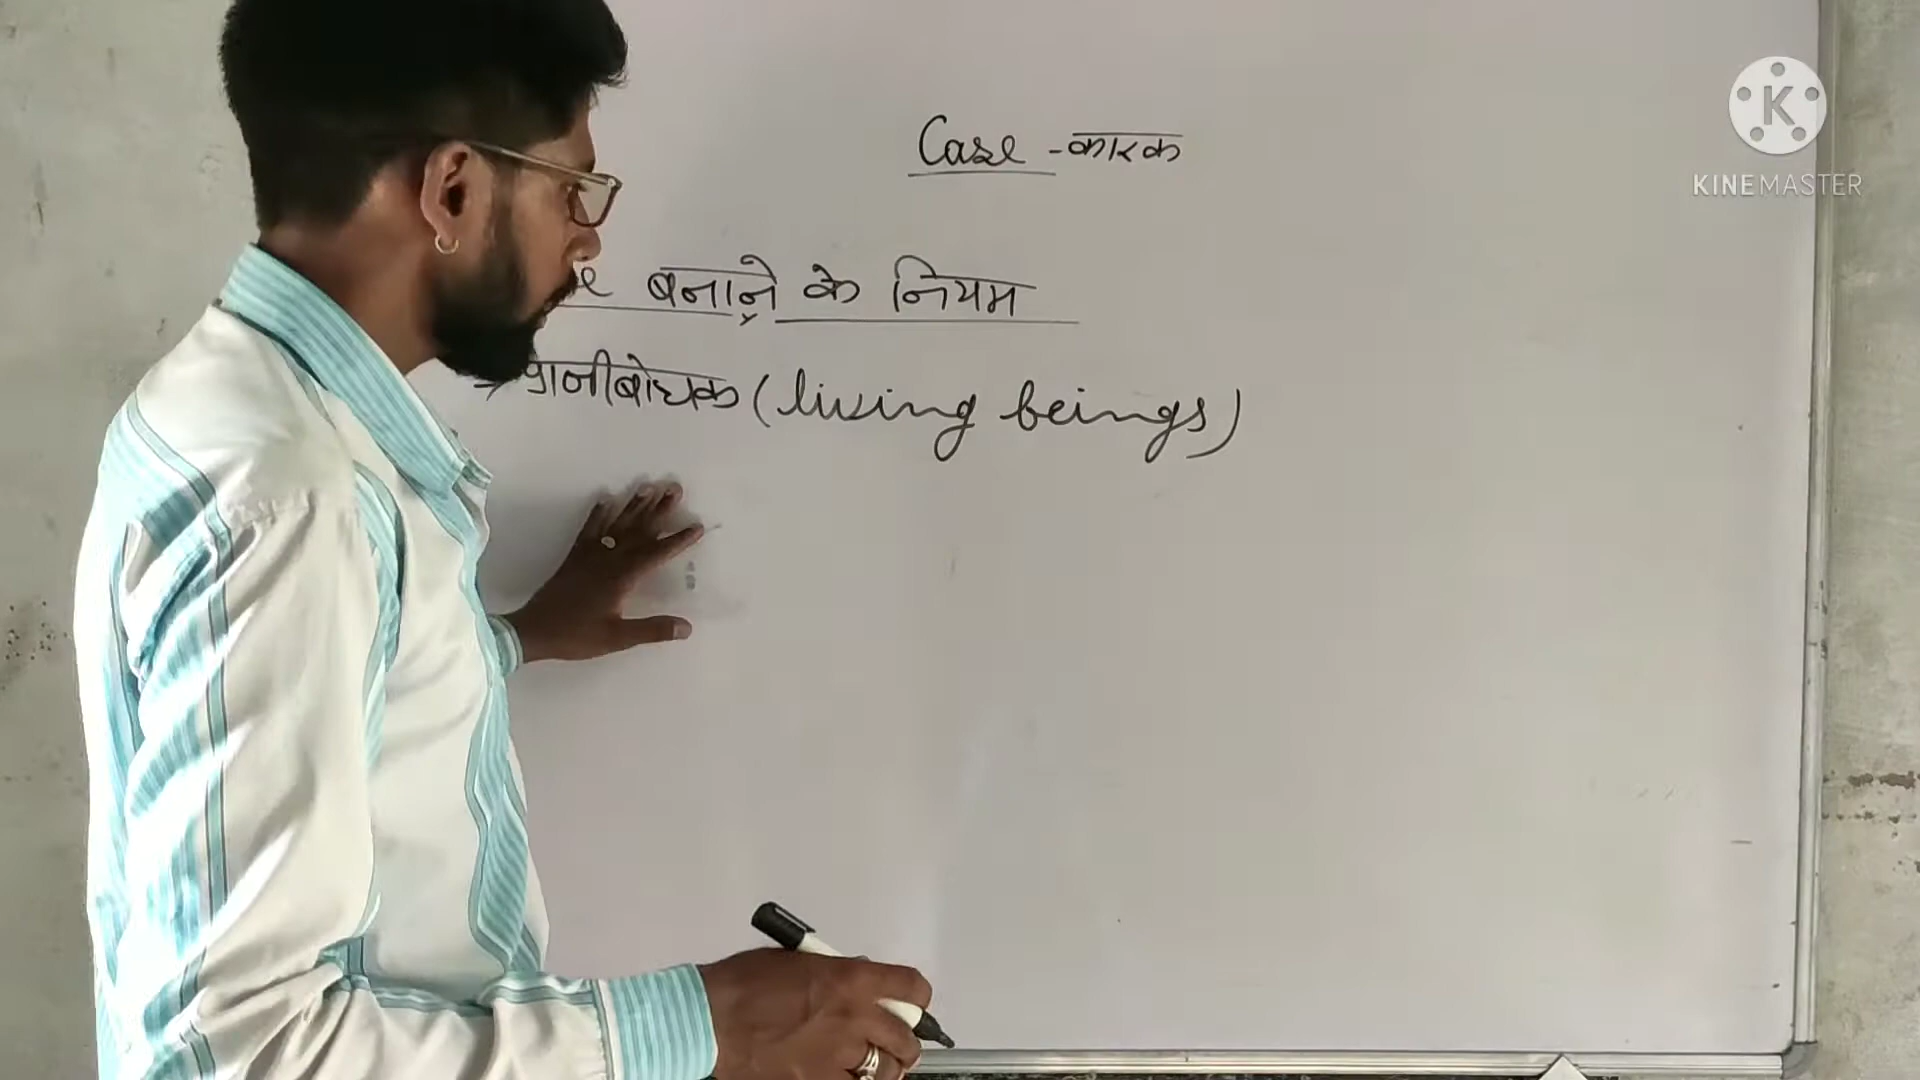 Case - कारक
K
KINEMASTER
बनाने के नियम
→ प्रानीबोधक (living beings)